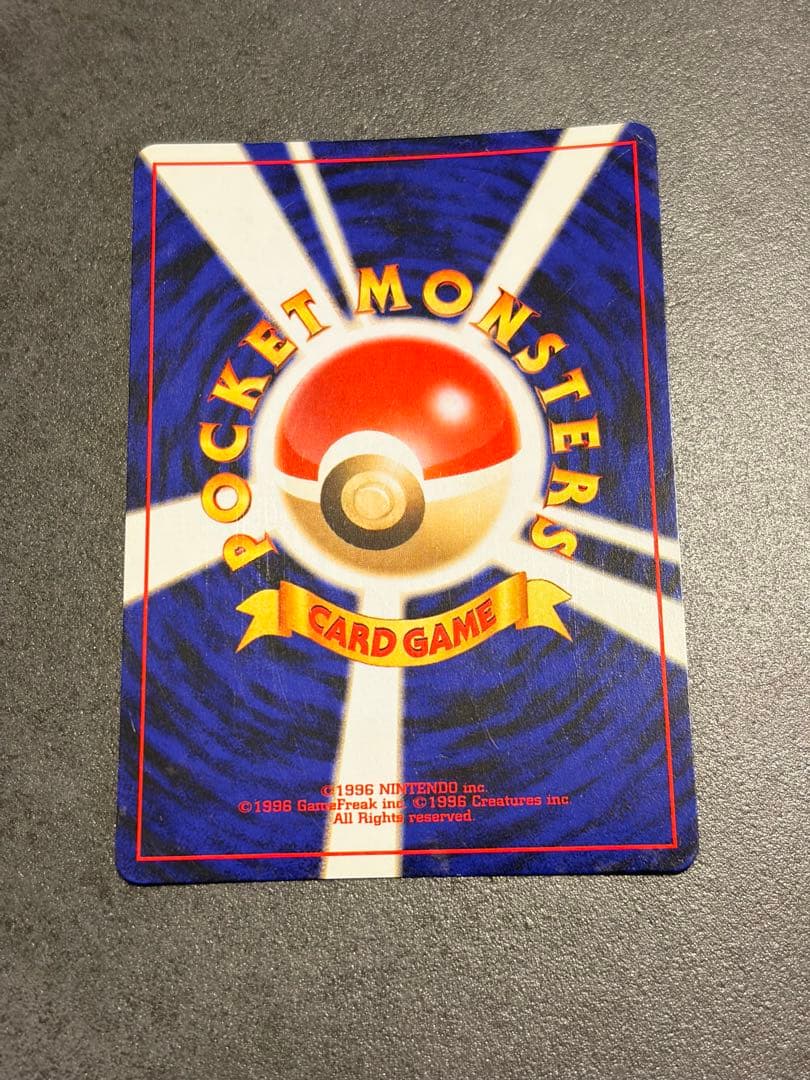 POCKET MONSTERS
CARD GAME
©1996 NINTENDO inc.
©1996 GameFreak inc. ©1996 Creatures inc.
All Rights reserved.